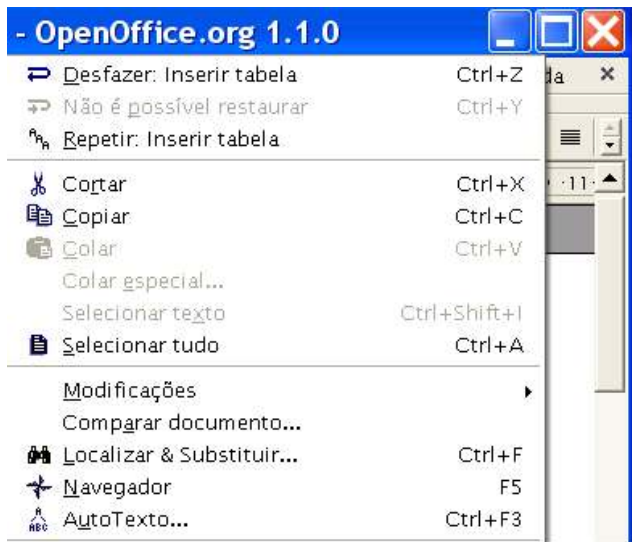 - OpenOffice.org 1.1.0
Desfazer: Inserir tabela Ctrl+Z
Não é possível restaurar Ctrl+Y
Repetir: Inserir tabela
Cortar Ctrl+X
Copiar Ctrl+C
Colar Ctrl+V
Colar especial...
Selecionar texto Ctrl+Shift+I
Selecionar tudo Ctrl+A
Modificações
Comparar documento...
Localizar & Substituir... Ctrl+F
Navegador F5
AutoTexto... Ctrl+F3
da
11